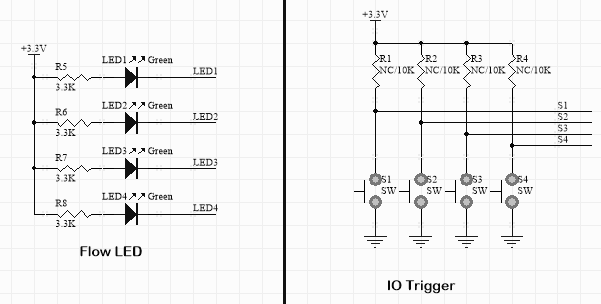 +3.3V
R5
3.3K
LED1
Green
LED1
R6
3.3K
LED2
Green
LED2
R7
3.3K
LED3
Green
LED3
R8
3.3K
LED4
Green
LED4
Flow LED
+3.3V
R1
NC/10K
R2
NC/10K
R3
NC/10K
R4
NC/10K
S1
S2
S3
S4
S1
SW
S2
SW
S3
SW
S4
SW
IO Trigger